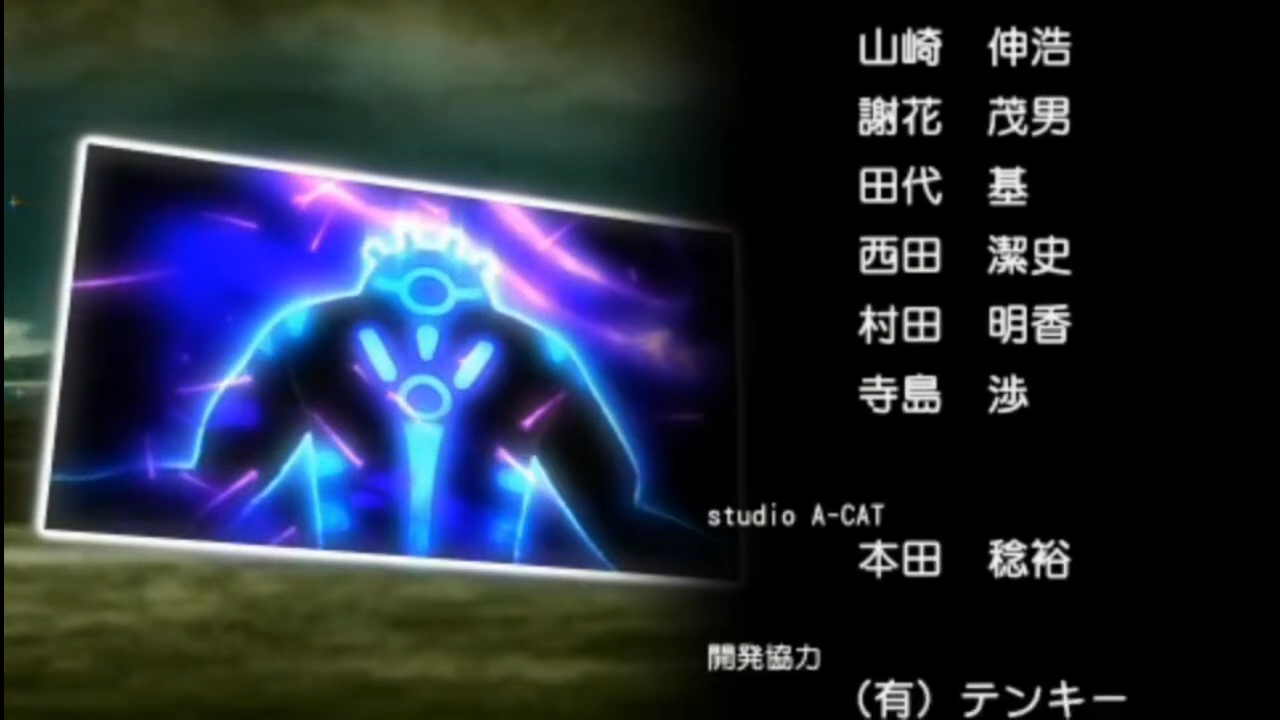 山崎　伸浩
謝花　茂男
田代　基
西田　潔史
村田　明香
寺島　渉
studio A-CAT
本田　稔裕
開発協力
（有）テンキー